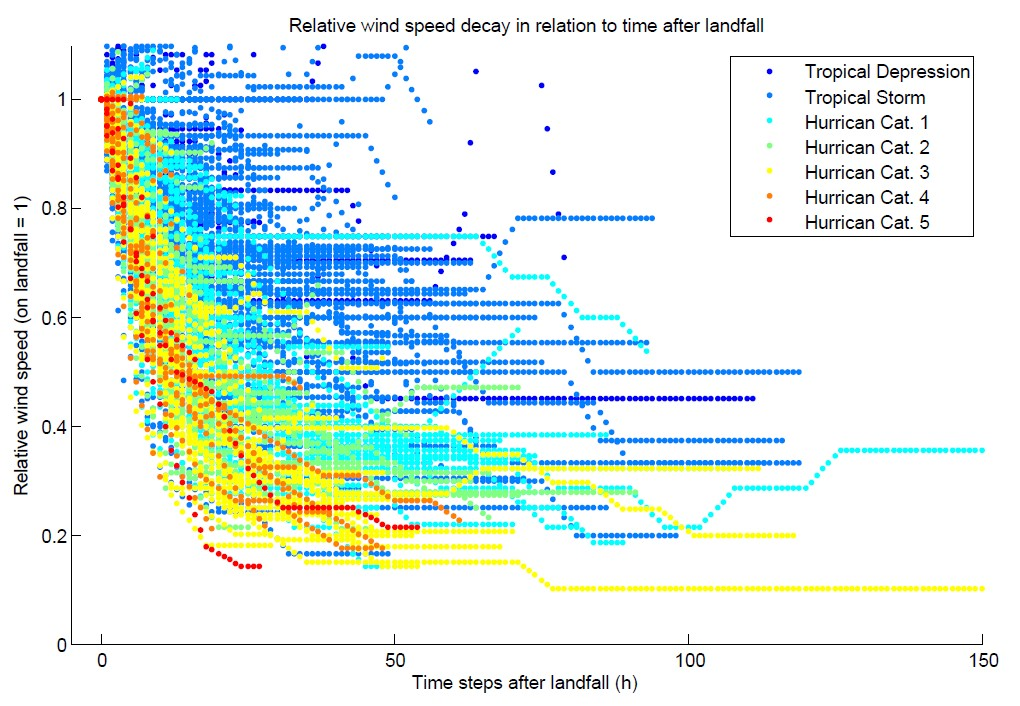 Relative wind speed decay in relation to time after landfall
Tropical Depression
Tropical Storm
Hurrican Cat. 1
Hurrican Cat. 2
Hurrican Cat. 3
Hurrican Cat. 4
Hurrican Cat. 5
Relative wind speed (on landfall = 1)
1
0.8
0.6
0.4
0.2
0
0 50 100 150
Time steps after landfall (h)